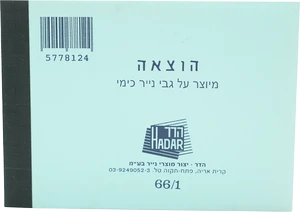 5778124
הוצאה
מיוצר על גבי נייר כימי
הדר
HADAR
הדר - יצור מוצרי נייר בע"מ
קרית אריה, פתח-תקוה טל. 03-9249052-3
66/1